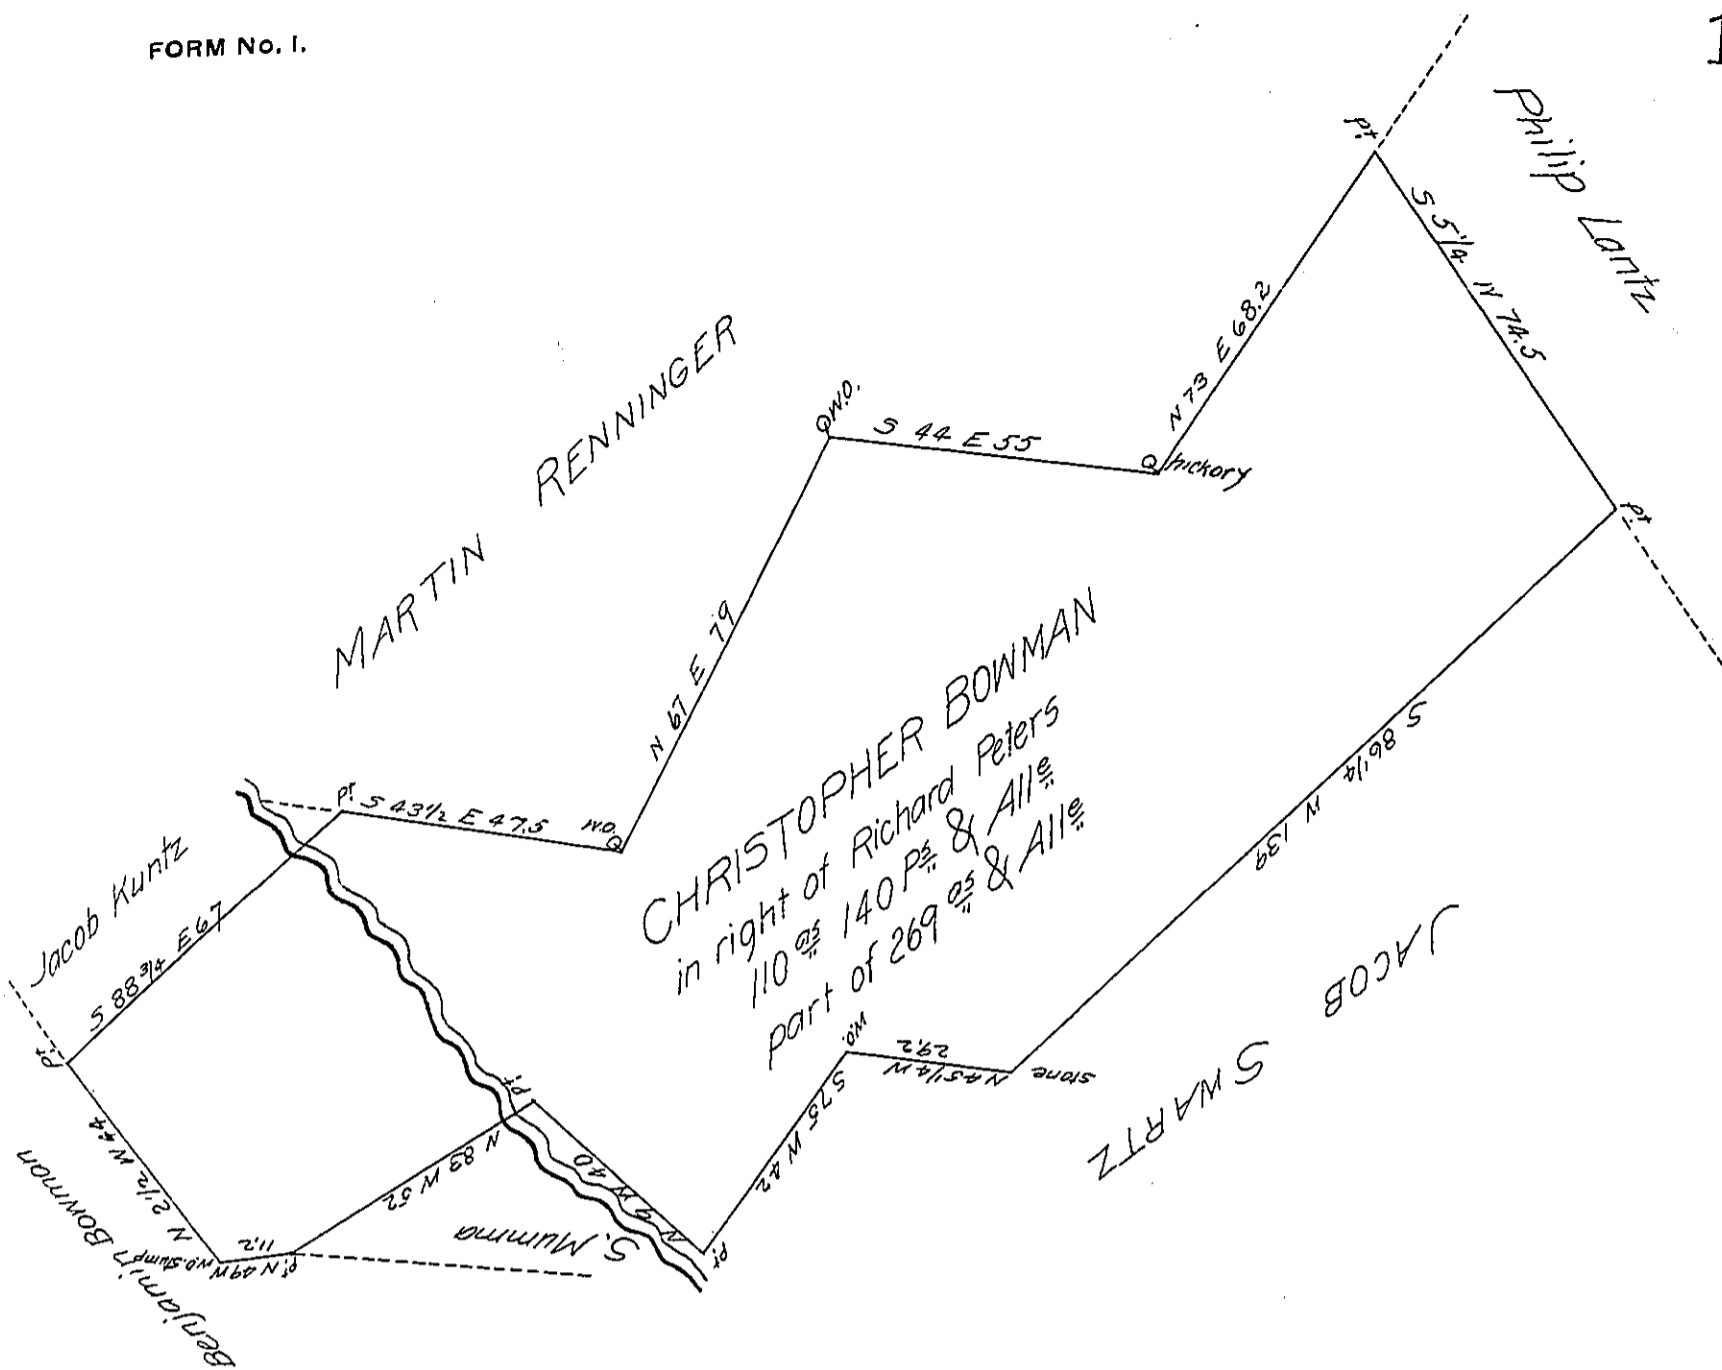 FORM No. 1.
Philip Lantz
pt
S 5 1/4 W 74.5
N 73 E 68.2
MARTIN RENNINGER
W.O.
S 44 E 55
hickory
pt
N 67 E 79
CHRISTOPHER BOWMAN
in right of Richard Peters
110 as 140 Ps & Alle
part of 269 as & Alle
S 86 1/4 W 139
JACOB SWARTZ
Jacob Kuntz
pt.
S 43 1/2 E 47.5
W.O.
S 88 3/4 E 67
pt.
W.O.
N 45 1/4 W
29.2
stone
S 75 W 42
pt.
N 9 W 40
pt.
N 83 W 52
S. Mumma
N 2 1/2 W 44
Benjamin Bowman
W.O. stump
N 49 W
11.2
pt.